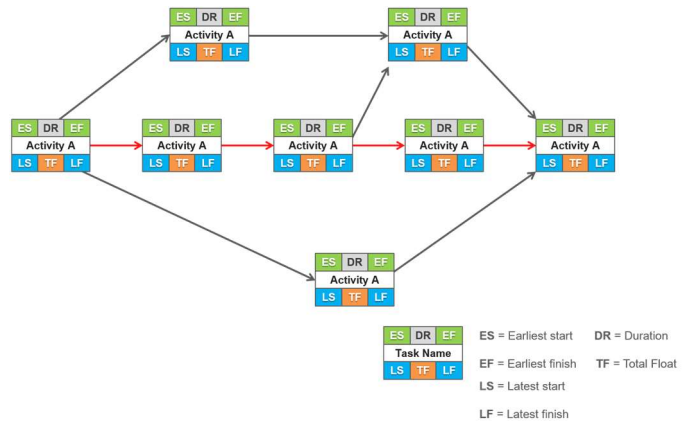 ES DR EF
Activity A
LS TF LF
ES DR EF
Activity A
LS TF LF
ES DR EF
Activity A
LS TF LF
ES DR EF
Activity A
LS TF LF
ES DR EF
Activity A
LS TF LF
ES DR EF
Activity A
LS TF LF
ES DR EF
Activity A
LS TF LF
ES DR EF
Activity A
LS TF LF
ES DR EF
Task Name
LS TF LF
ES = Earliest start DR = Duration
EF = Earliest finish TF = Total Float
LS = Latest start
LF = Latest finish